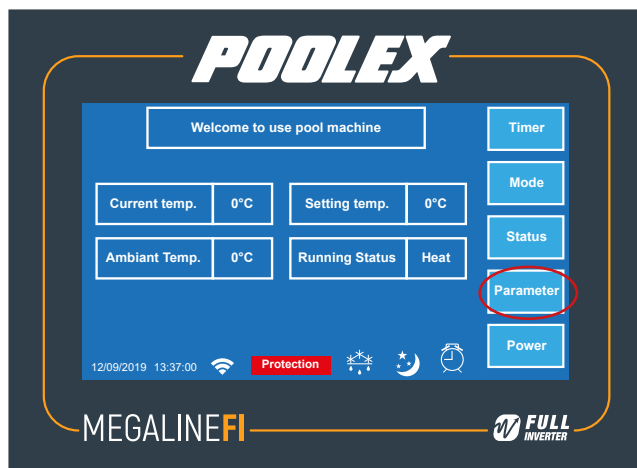 POOLEX
Welcome to use pool machine
Timer
Mode
Current temp. 0°C Setting temp. 0°C
Status
Ambiant Temp. 0°C Running Status Heat
Parameter
Power
12/09/2019 13:37:00 Protection
MEGALINEFI
FULL
INVERTER